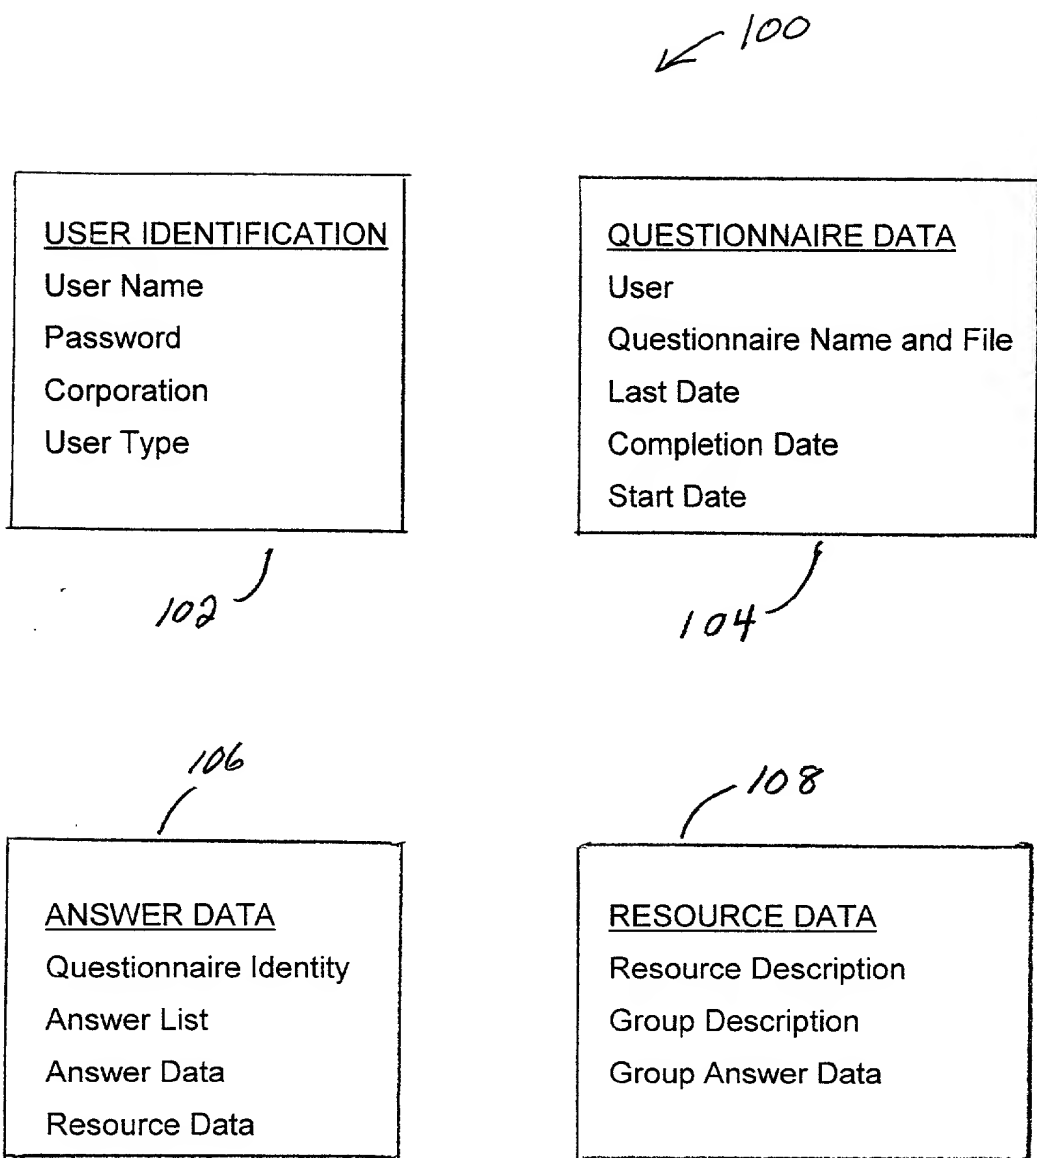 100
USER IDENTIFICATION
User Name
Password
Corporation
User Type
102
QUESTIONNAIRE DATA
User
Questionnaire Name and File
Last Date
Completion Date
Start Date
104
106
ANSWER DATA
Questionnaire Identity
Answer List
Answer Data
Resource Data
108
RESOURCE DATA
Resource Description
Group Description
Group Answer Data